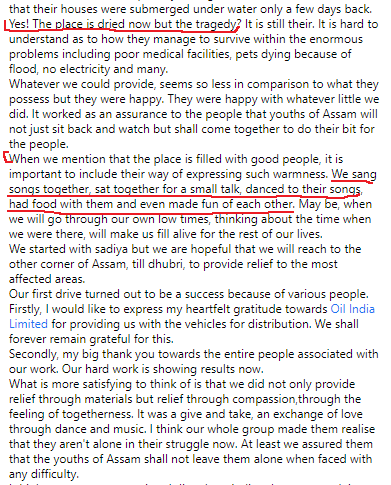 that their houses were submerged under water only a few days back.
Yes! The place is dried now but the tragedy? It is still their. It is hard to
understand as to how they manage to survive within the enormous
problems including poor medical facilities, pets dying because of
flood, no electricity and many.
Whatever we could provide, seems so less in comparison to what they
possess but they were happy. They were happy with whatever little we
did. It worked as an assurance to the people that youths of Assam will
not just sit back and watch but shall come together to do their bit for
the people.
When we mention that the place is filled with good people, it is
important to include their way of expressing such warmness. We sang
songs together, sat together for a small talk, danced to their songs,
had food with them and even made fun of each other. May be, when
we will go through our own low times, thinking about the time when
we were there, will make us fill alive for the rest of our lives.
We started with sadiya but we are hopeful that we will reach to the
other corner of Assam, till dhubri, to provide relief to the most
affected areas.
Our first drive turned out to be a success because of various people.
Firstly, I would like to express my heartfelt gratitude towards Oil India
Limited for providing us with the vehicles for distribution. We shall
forever remain grateful for this.
Secondly, my big thank you towards the entire people associated with
our work. Our hard work is showing results now.
What is more satisfying to think of is that we did not only provide
relief through materials but relief through compassion,through the
feeling of togetherness. It was a give and take, an exchange of love
through dance and music. I think our whole group made them realise
that they aren't alone in their struggle now. At least we assured them
that the youths of Assam shall not leave them alone when faced with
any difficulty.